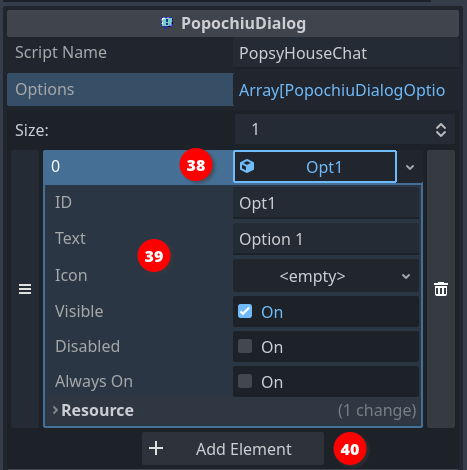 PopochiuDialog
Script Name PopsyHouseChat
Options Array[PopochiuDialogOptio
Size: 1
0 38 Opt1
ID Opt1
Text Option 1
39
Icon <empty>
Visible On
Disabled On
Always On On
Resource (1 change)
+ Add Element 40